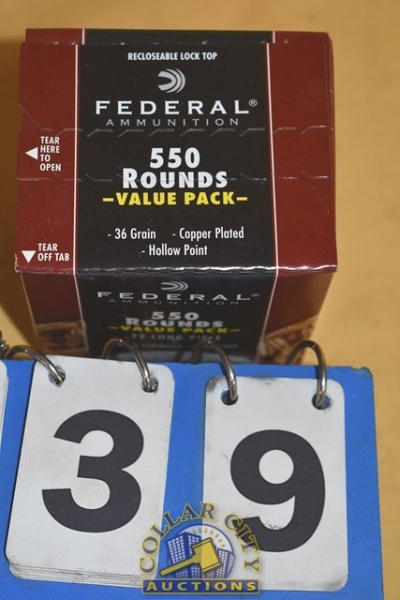 RECLOSEABLE LOCK TOP
FEDERAL®
AMMUNITION
TEAR
HERE
TO
OPEN
550
ROUNDS
-VALUE PACK-
- 36 Grain - Copper Plated
- Hollow Point
TEAR
OFF TAB
FEDERAL
AMMUNITION
550
ROUNDS
VALUE PACK
22 LONG RIFLE
3 9
COLLAR CITY
AUCTIONS